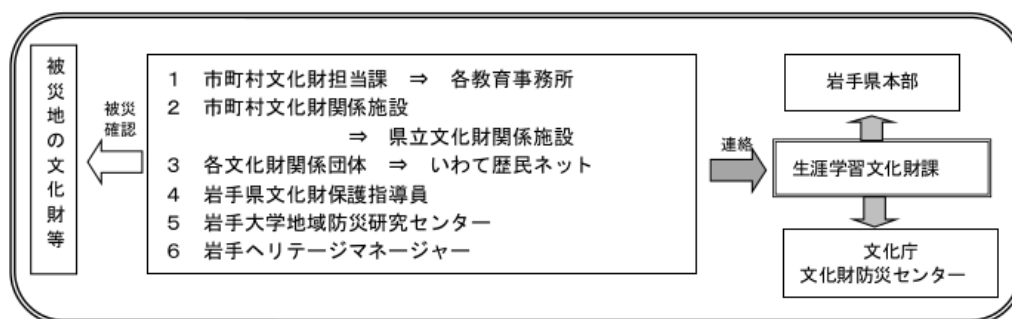 被災地の文化財等
被災
確認
1 市町村文化財担当課 ⇒ 各教育事務所
2 市町村文化財関係施設
⇒ 県立文化財関係施設
3 各文化財関係団体 ⇒ いわて歴民ネット
4 岩手県文化財保護指導員
5 岩手大学地域防災研究センター
6 岩手ヘリテージマネージャー
連絡
岩手県本部
生涯学習文化財課
文化庁
文化財防災センター